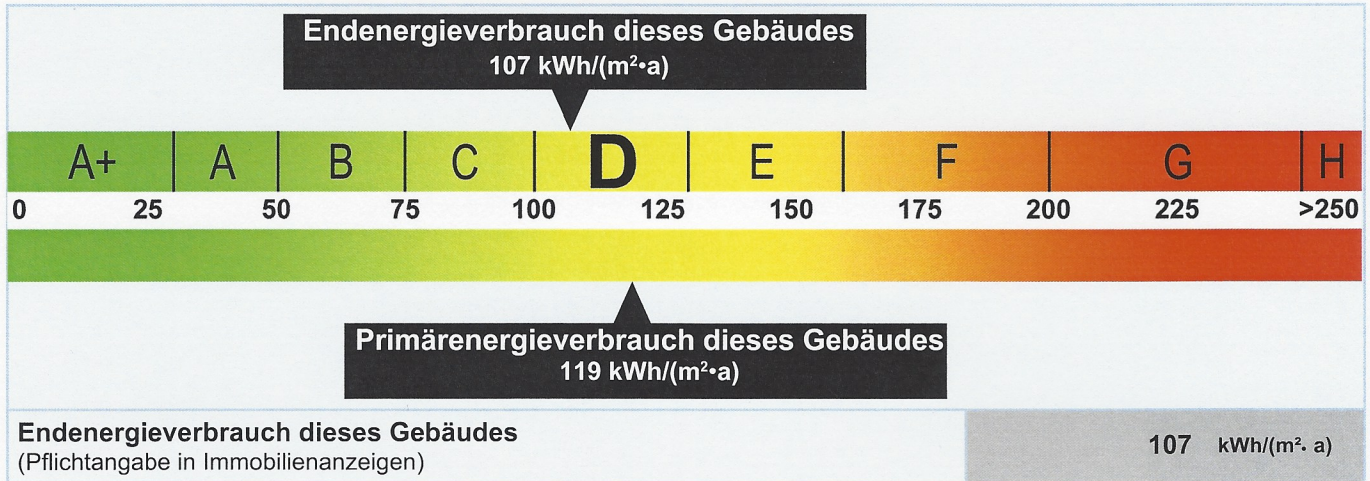 Endenergieverbrauch dieses Gebäudes
107 kWh/(m²•a)
A+ A B C D E F G H
0 25 50 75 100 125 150 175 200 225 >250
Primärenergieverbrauch dieses Gebäudes
119 kWh/(m²•a)
Endenergieverbrauch dieses Gebäudes
(Pflichtangabe in Immobilienanzeigen)
107 kWh/(m²· a)